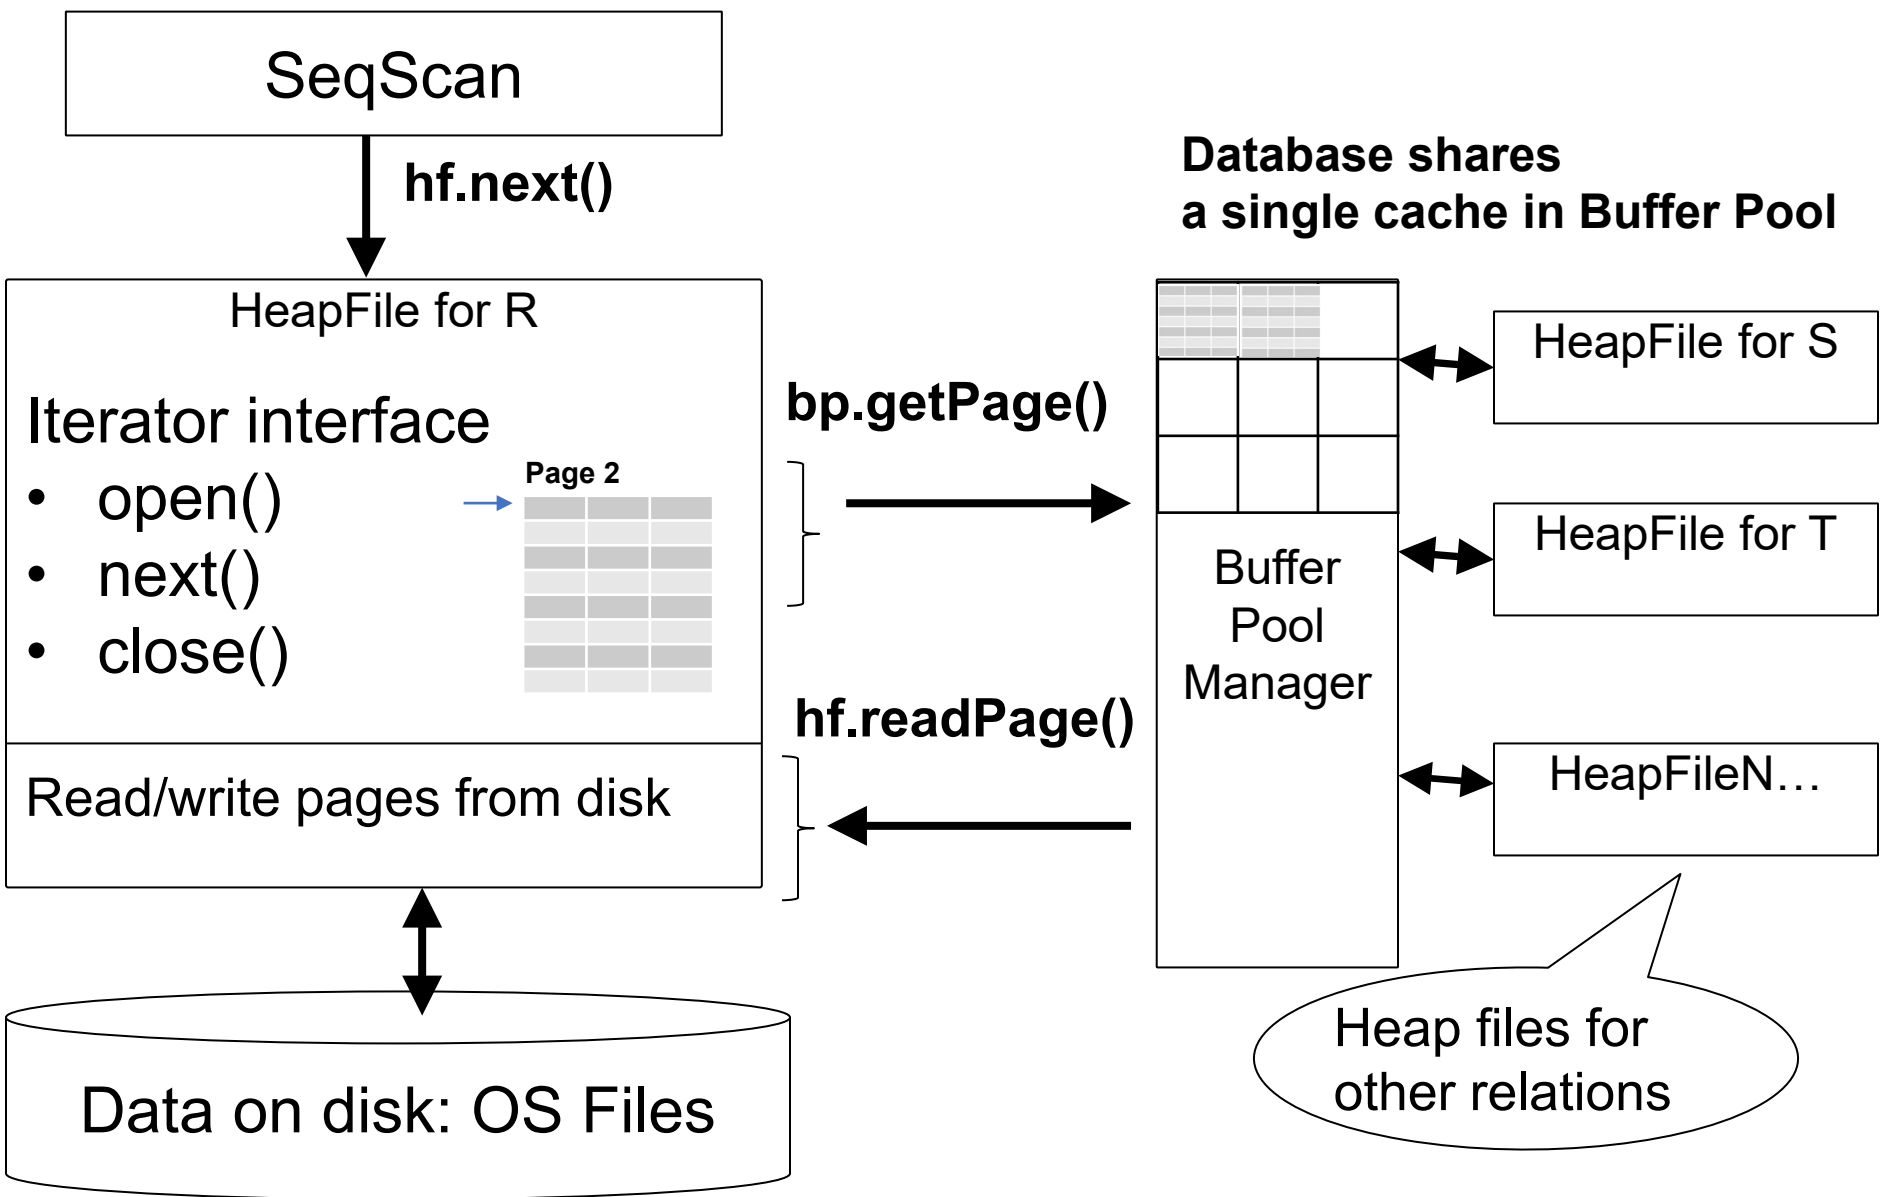 SeqScan
hf.next()
Database shares
a single cache in Buffer Pool
HeapFile for R
Iterator interface
• open()
• next()
• close()
Page 2
bp.getPage()
hf.readPage()
Read/write pages from disk
Data on disk: OS Files
Buffer
Pool
Manager
HeapFile for S
HeapFile for T
HeapFileN…
Heap files for
other relations